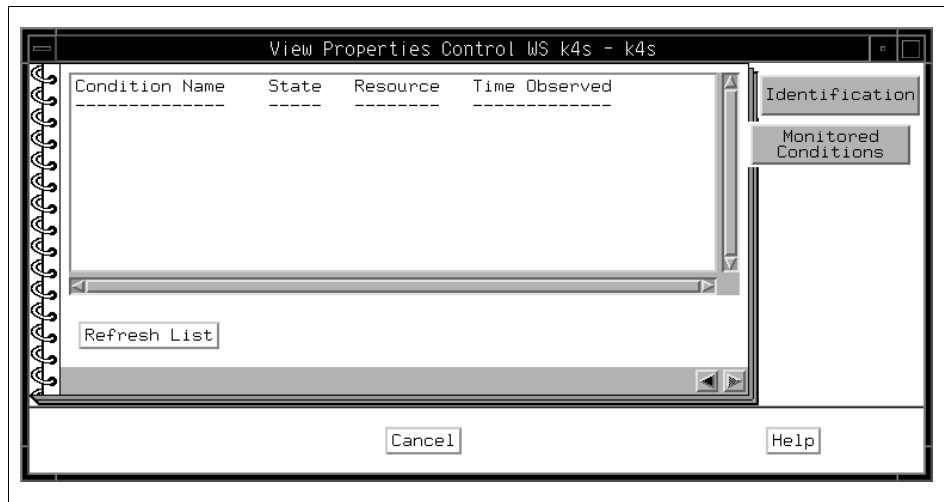 View Properties Control WS k4s - k4s
Condition Name State Resource Time Observed
-------------- ----- -------- -------------
Identification
Monitored
Conditions
Refresh List
Cancel
Help